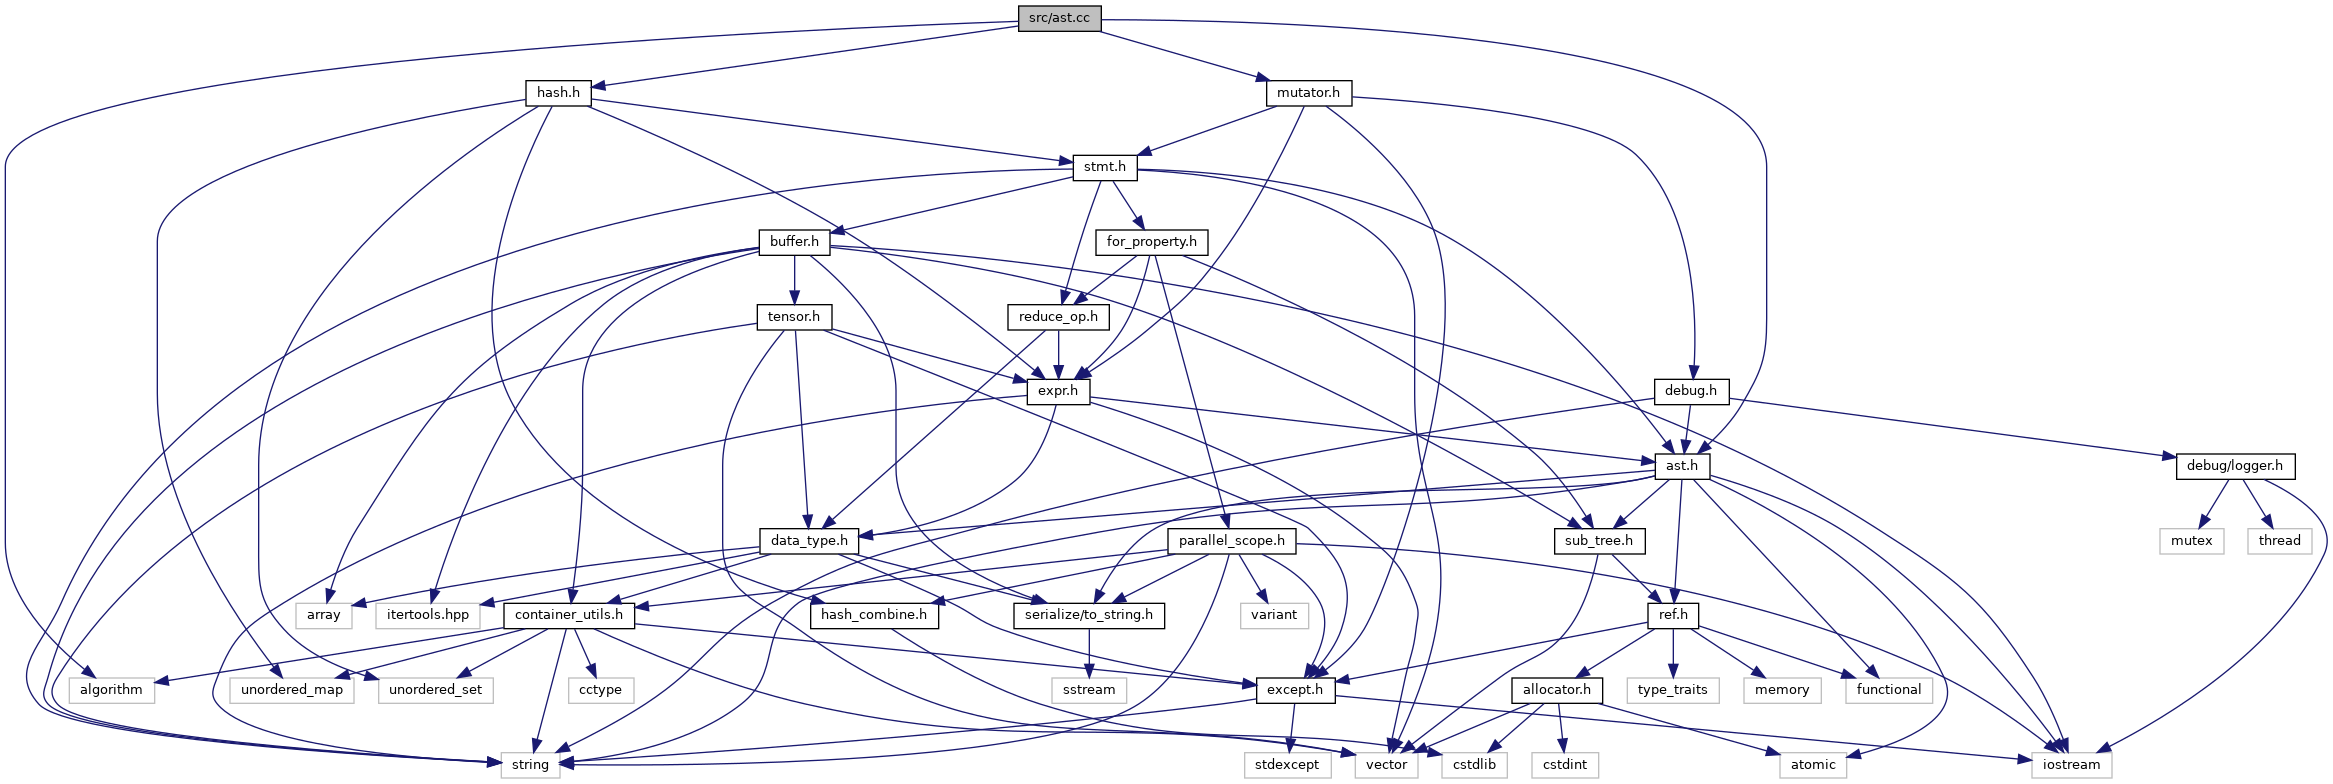 src/ast.cc
hash.h
mutator.h
stmt.h
buffer.h
for_property.h
tensor.h
reduce_op.h
expr.h
debug.h
ast.h
debug/logger.h
data_type.h
parallel_scope.h
sub_tree.h
mutex
thread
array
itertools.hpp
container_utils.h
hash_combine.h
serialize/to_string.h
variant
ref.h
algorithm
unordered_map
unordered_set
cctype
sstream
except.h
allocator.h
type_traits
memory
functional
string
stdexcept
vector
cstdlib
cstdint
atomic
iostream